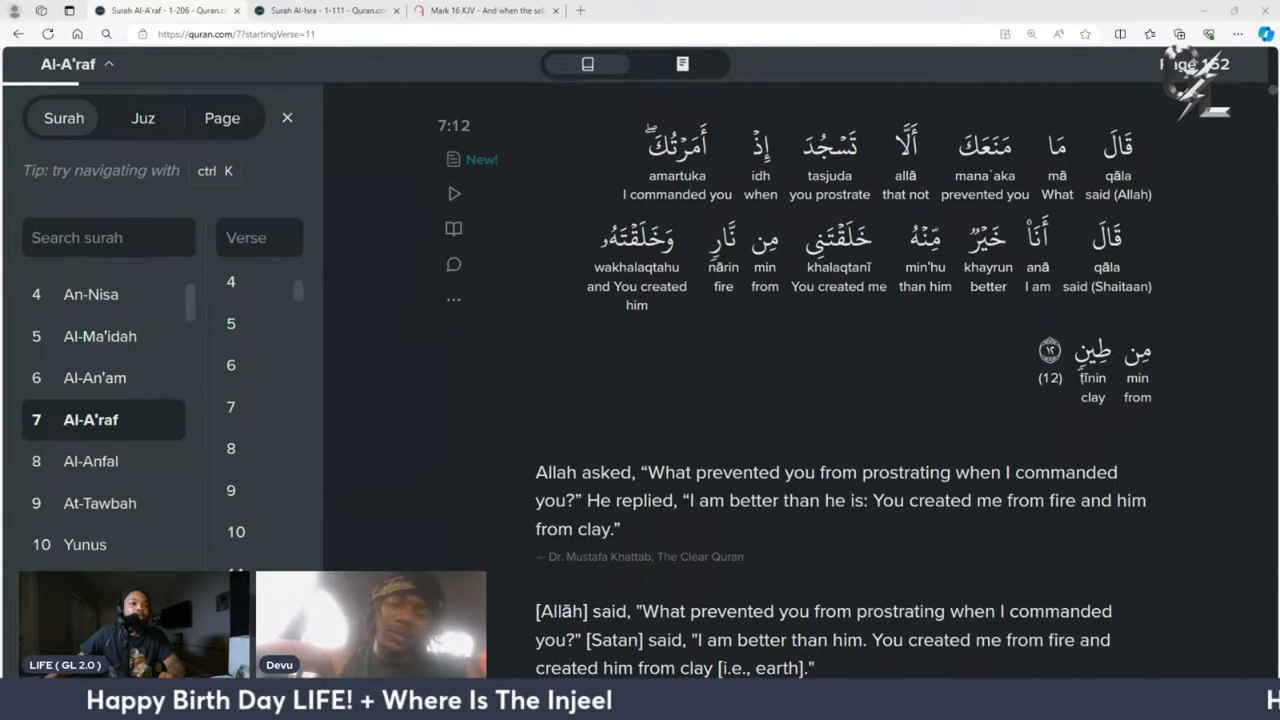 Surah Al-A'raf - 1-206 - Quran.c
Surah Al-Isra - 1-111 - Quran.co
Mark 16 KJV - And when the sa
https://quran.com/7?startingVerse=11
Al-A'raf
Page 152
Surah Juz Page
Tip: try navigating with ctrl K
Search surah
Verse
4 An-Nisa
5 Al-Ma'idah
6 Al-An'am
7 Al-A'raf
8 Al-Anfal
9 At-Tawbah
10 Yunus
4
5
6
7
8
9
10
11
7:12
New!
قَالَ مَا مَنَعَكَ أَلَّا تَسْجُدَ إِذْ أَمَرْتُكَ ۖ
amartuka idh tasjuda allā manaʿaka mā qāla
I commanded you when you prostrate that not prevented you What said (Allah)
قَالَ أَنَا۠ خَيْرٌ مِّنْهُ خَلَقْتَنِى مِن نَّارٍ وَخَلَقْتَهُۥ
wakhalaqtahu nārin min khalaqtanī min'hu khayrun anā qāla
and You created fire from You created me than him better I am said (Shaitaan)
him
مِن طِينٍ ١٢
(12) ṭīnin min
clay from
Allah asked, “What prevented you from prostrating when I commanded
you?” He replied, “I am better than he is: You created me from fire and him
from clay.”
— Dr. Mustafa Khattab, The Clear Quran
[Allāh] said, "What prevented you from prostrating when I commanded
you?" [Satan] said, "I am better than him. You created me from fire and
created him from clay [i.e., earth]."
LIFE ( GL 2.0 )
Devu
Happy Birth Day LIFE! + Where Is The Injeel
H